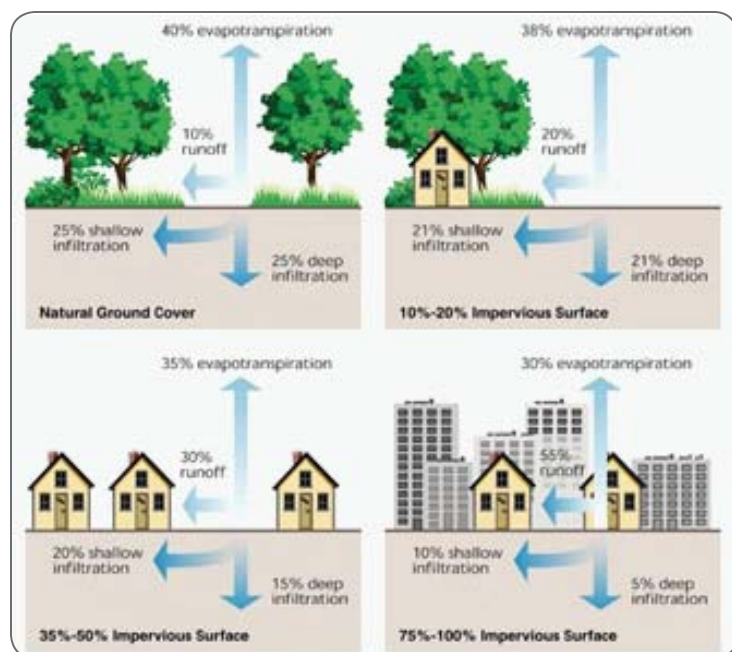 40% evapotranspiration
10%
runoff
25% shallow
infiltration
25% deep
infiltration
Natural Ground Cover
38% evapotranspiration
20%
runoff
21% shallow
infiltration
21% deep
infiltration
10%-20% Impervious Surface
35% evapotranspiration
30%
runoff
20% shallow
infiltration
15% deep
infiltration
35%-50% Impervious Surface
30% evapotranspiration
55%
runoff
10% shallow
infiltration
5% deep
infiltration
75%-100% Impervious Surface